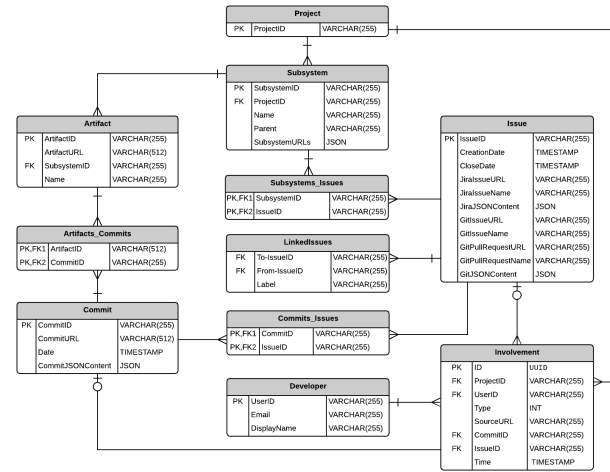 Project
PK ProjectID VARCHAR(255)
Subsystem
PK SubsystemID VARCHAR(255)
FK ProjectID VARCHAR(255)
Name VARCHAR(255)
Parent VARCHAR(255)
SubsystemURLs JSON
Artifact
PK ArtifactID VARCHAR(255)
ArtifactURL VARCHAR(512)
FK SubsystemID VARCHAR(255)
Name VARCHAR(255)
Issue
PK IssueID VARCHAR(255)
CreationDate TIMESTAMP
CloseDate TIMESTAMP
JiraIssueURL VARCHAR(255)
JiraIssueName VARCHAR(255)
JiraJSONContent JSON
GitIssueURL VARCHAR(255)
GitIssueName VARCHAR(255)
GitPullRequestURL VARCHAR(255)
GitPullRequestName VARCHAR(255)
GitJSONContent JSON
Subsystems_Issues
PK,FK1 SubsystemID VARCHAR(255)
PK,FK2 IssueID VARCHAR(255)
Artifacts_Commits
PK,FK1 ArtifactID VARCHAR(512)
PK,FK2 CommitID VARCHAR(255)
LinkedIssues
FK To-IssueID VARCHAR(255)
FK From-IssueID VARCHAR(255)
Label VARCHAR(255)
Commit
PK CommitID VARCHAR(255)
CommitURL VARCHAR(512)
Date TIMESTAMP
CommitJSONContent JSON
Commits_Issues
PK,FK1 CommitD VARCHAR(255)
PK,FK2 IssueID VARCHAR(255)
Developer
PK UserID VARCHAR(255)
Email VARCHAR(255)
DisplayName VARCHAR(255)
Involvement
PK ID UUID
FK ProjectID VARCHAR(255)
FK UserID VARCHAR(255)
Type INT
SourceURL VARCHAR(255)
FK CommitID VARCHAR(255)
FK IssueID VARCHAR(255)
Time TIMESTAMP